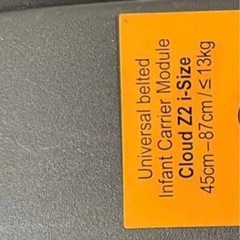 Universal belted
Infant Carrier Module
Cloud Z2 i-Size
45cm–87cm/≤13kg